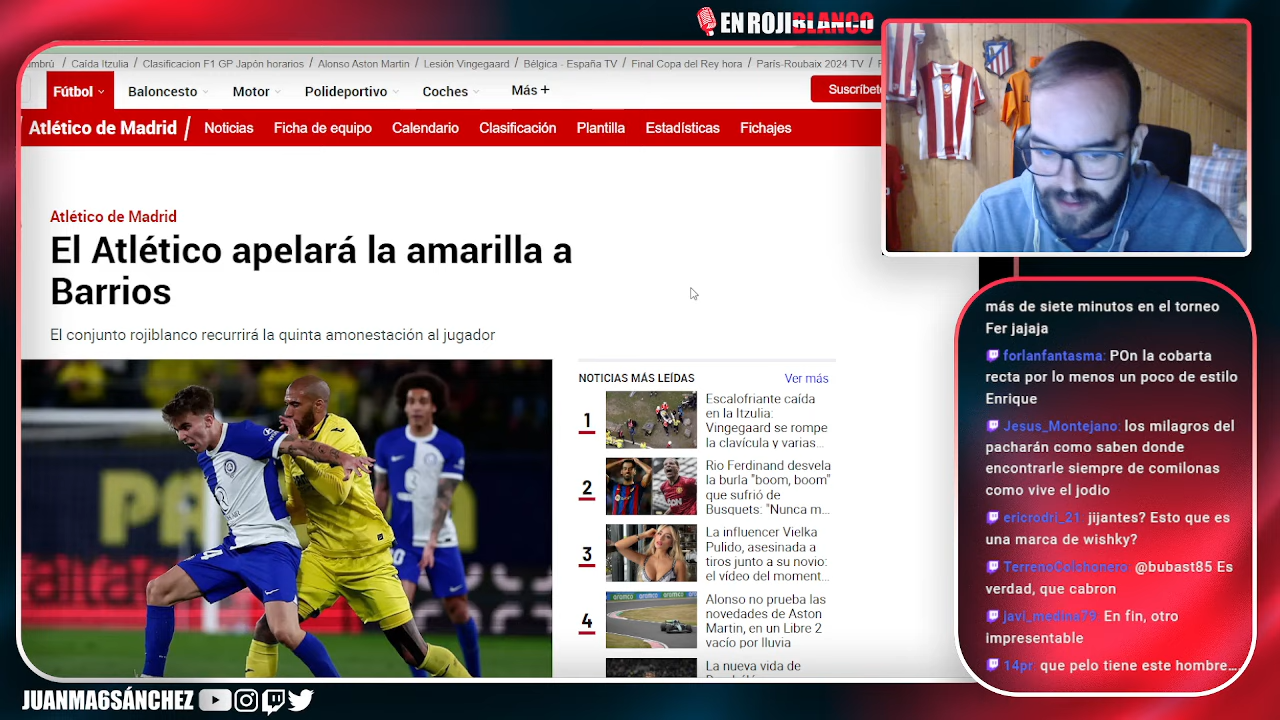 EN ROJIBLANCO
Caída Itzulia / Clasificacion F1 GP Japón horarios / Alonso Aston Martin / Lesión Vingegaard / Bélgica - España TV / Final Copa del Rey hora / París-Roubaix 2024 TV /
Fútbol Baloncesto Motor Polideportivo Coches Más +
Suscríbete
Atlético de Madrid / Noticias Ficha de equipo Calendario Clasificación Plantilla Estadísticas Fichajes
Atlético de Madrid
El Atlético apelará la amarilla a
Barrios
El conjunto rojiblanco recurrirá la quinta amonestación al jugador
NOTICIAS MÁS LEÍDAS Ver más
1
Escalofriante caída
en la Itzulia:
Vingegaard se rompe
la clavícula y varias...
2
Rio Ferdinand desvela
la burla "boom, boom"
que sufrió de
Busquets: "Nunca m...
3
La influencer Vielka
Pulido, asesinada a
tiros junto a su novio:
el vídeo del moment...
4
Alonso no prueba las
novedades de Aston
Martin, en un Libre 2
vacío por lluvia
La nueva vida de
más de siete minutos en el torneo
Fer jajaja
forlanfantasma: POn la cobarta
recta por lo menos un poco de estilo
Enrique
Jesus_Montejano: los milagros del
pacharán como saben donde
encontrarle siempre de comilonas
como vive el jodio
ericrodri_21: jijantes? Esto que es
una marca de wishky?
TerrenoColchonero: @bubast85 Es
verdad, que cabron
javi_medina79: En fin, otro
impresentable
14pr: que pelo tiene este hombre...
JUANMA6SÁNCHEZ